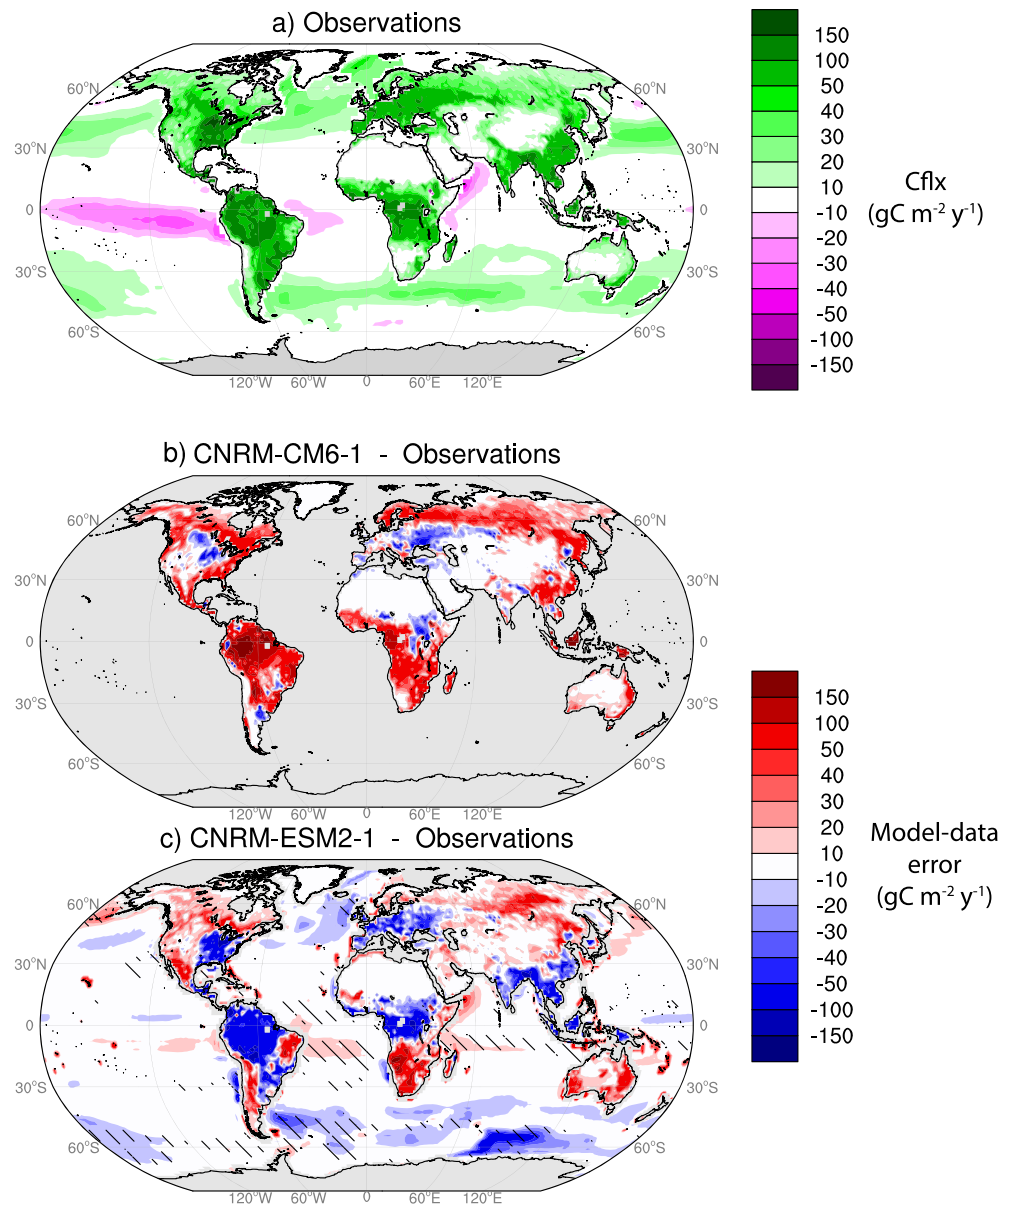 a) Observations
60°N
30°N
30°N
0
0
30°S
30°S
60°S
60°S
120°W 60°W 0 60°E 120°E
150
100
50
40
30
20
10
-10
-20
-30
-40
-50
-100
-150
Cflx
(gC m⁻² y⁻¹)
b) CNRM-CM6-1 - Observations
60°N
60°N
30°N
30°N
0
0
30°S
30°S
60°S
60°S
120°W 60°W 0 60°E 120°E
c) CNRM-ESM2-1 - Observations
60°N
60°N
30°N
30°N
0
0
30°S
30°S
60°S
60°S
120°W 60°W 0 60°E 120°E
150
100
50
40
30
20
10
-10
-20
-30
-40
-50
-100
-150
Model-data
error
(gC m⁻² y⁻¹)